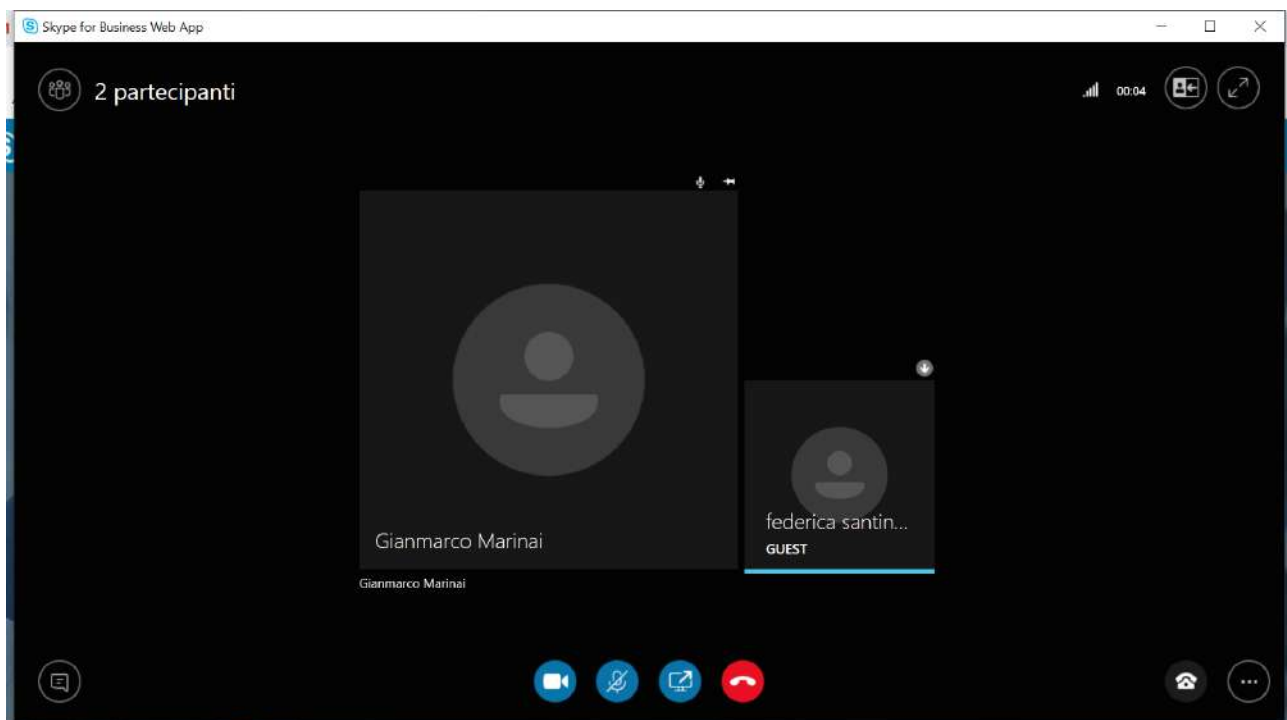 Skype for Business Web App
2 partecipanti
00:04
Gianmarco Marinai
Gianmarco Marinai
federica santin...
GUEST